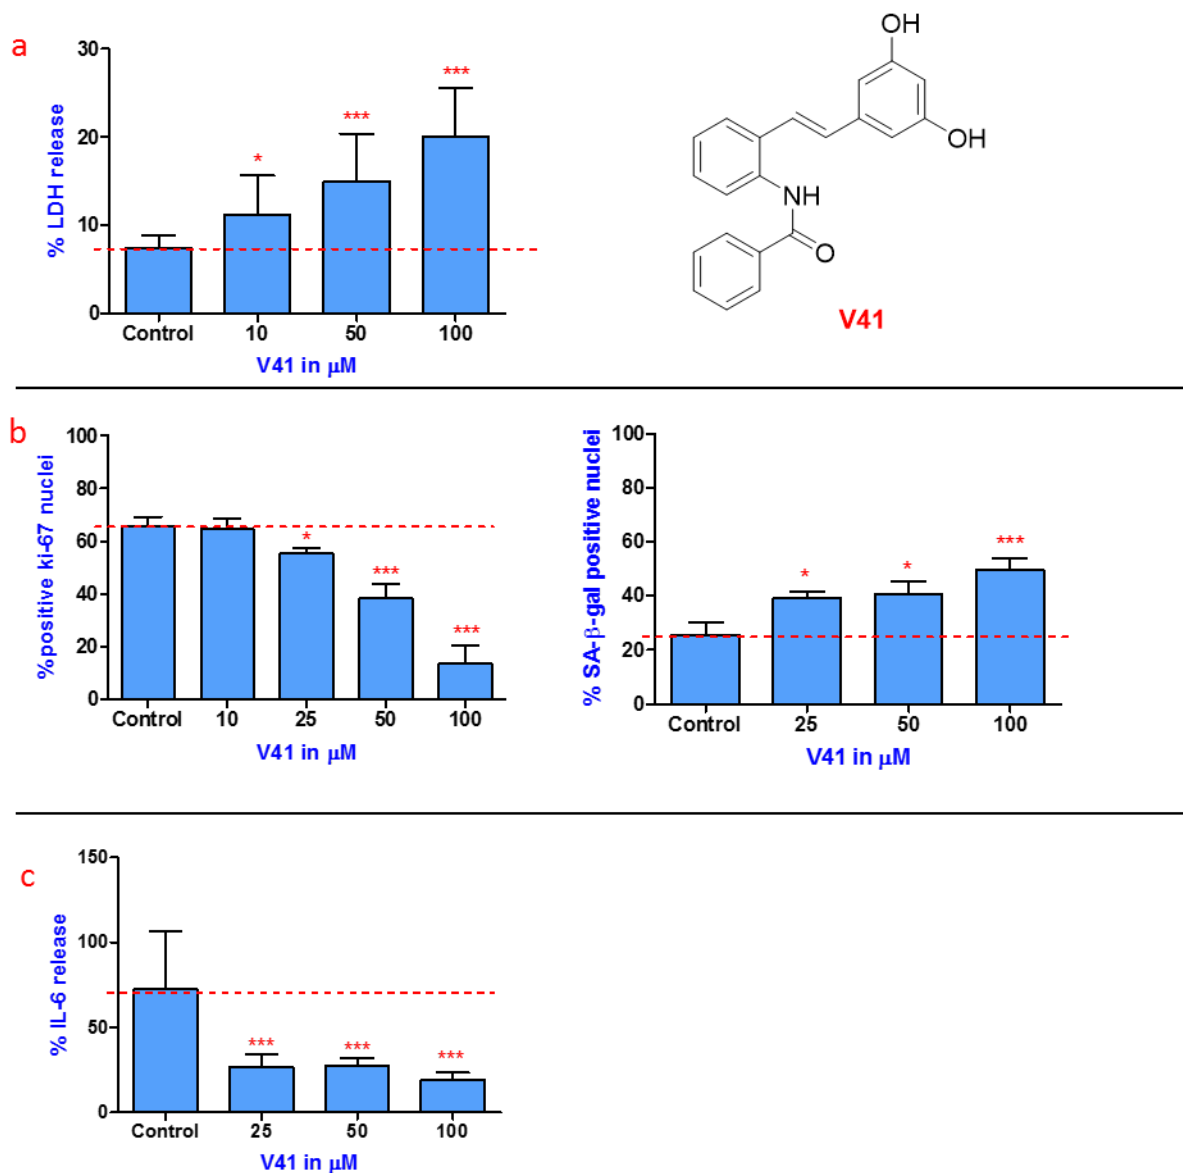 a
% LDH release
30
20
10
0
*
***
***
Control 10 50 100
V41 in μM
OH
OH
NH
O
V41
b
%positive ki-67 nuclei
100
80
60
40
20
0
*
***
***
Control 10 25 50 100
V41 in μM
% SA-β-gal positive nuclei
100
80
60
40
20
0
*
*
***
Control 25 50 100
V41 in μM
c
% IL-6 release
150
100
50
0
***
***
***
Control 25 50 100
V41 in μM